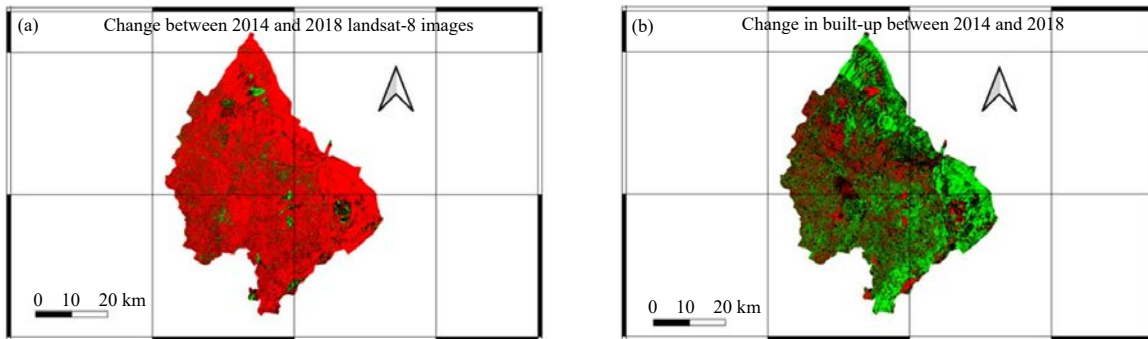 (a)
Change between 2014 and 2018 landsat-8 images
0 10 20 km
(b)
Change in built-up between 2014 and 2018
0 10 20 km